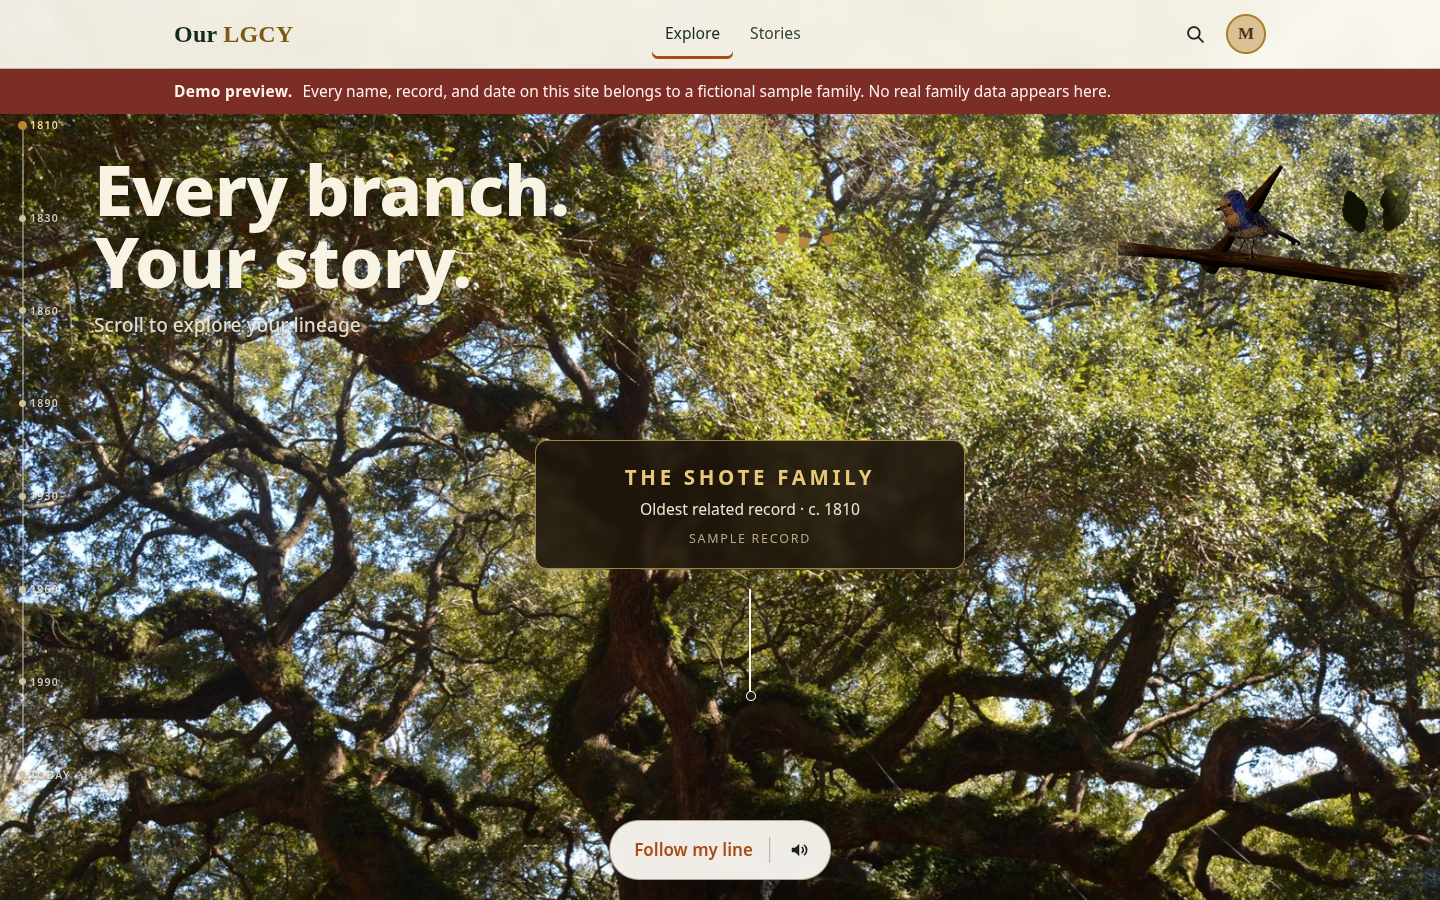 Our LGCY
Explore
Stories
M
Demo preview. Every name, record, and date on this site belongs to a fictional sample family. No real family data appears here.
1810
Every branch.
Your story.
Scroll to explore your lineage
1830
1860
1890
1930
1960
1990
TODAY
THE SHOTE FAMILY
Oldest related record · c. 1810
SAMPLE RECORD
Follow my line